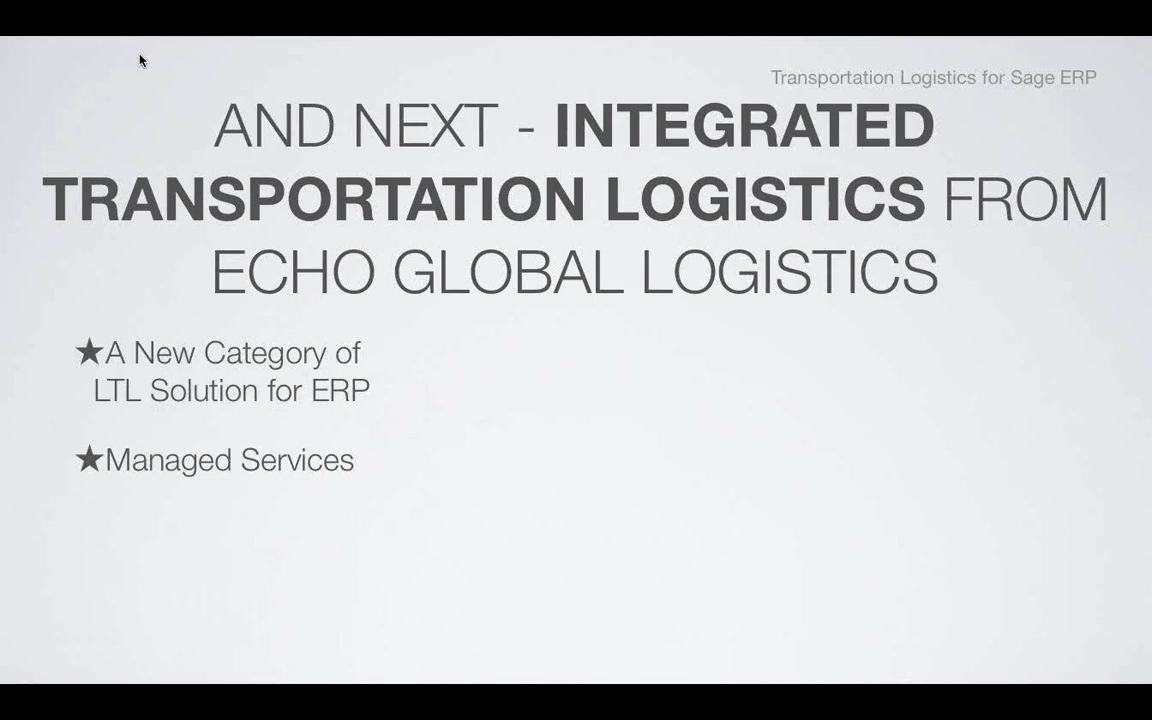 Transportation Logistics for Sage ERP
AND NEXT - INTEGRATED
TRANSPORTATION LOGISTICS FROM
ECHO GLOBAL LOGISTICS
★A New Category of
LTL Solution for ERP
★Managed Services